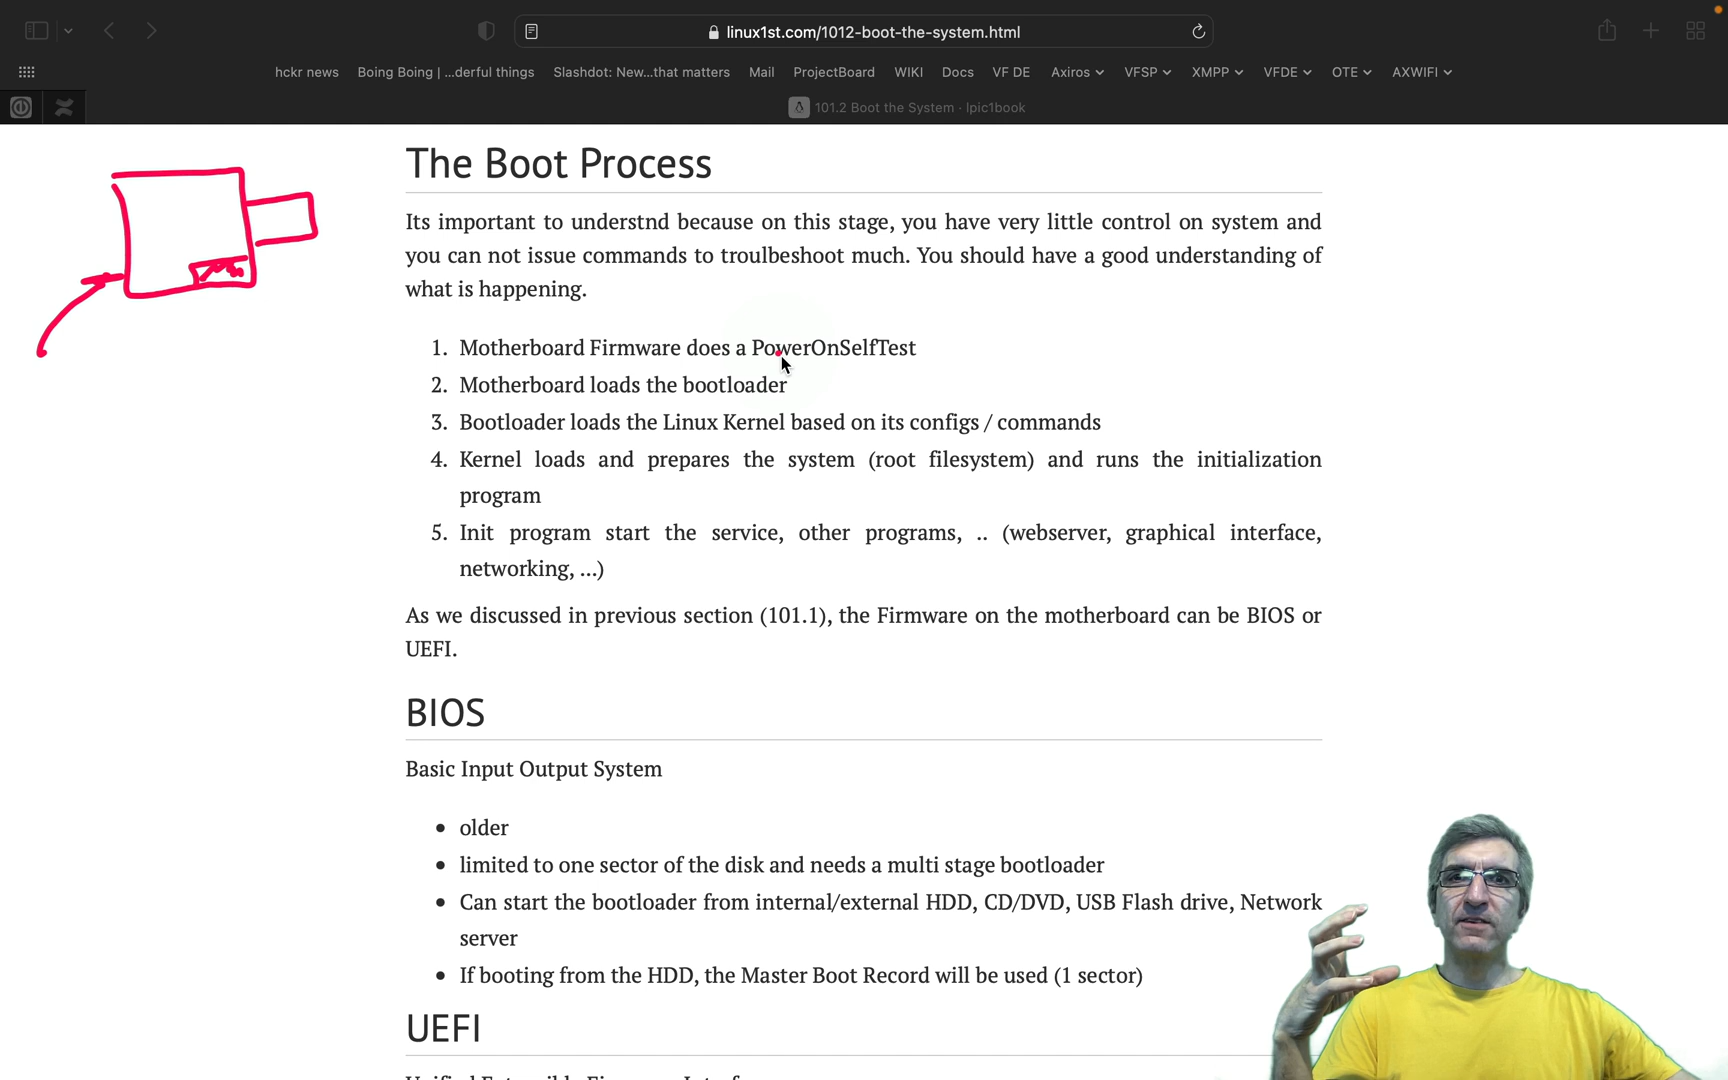 linux1st.com/1012-boot-the-system.html
hckr news Boing Boing | ...derful things Slashdot: New...that matters Mail ProjectBoard WIKI Docs VF DE Axiros VFSP XMPP VFDE OTE AXWIFI
101.2 Boot the System · lpic1book
The Boot Process
Its important to understnd because on this stage, you have very little control on system and
you can not issue commands to troulbeshoot much. You should have a good understanding of
what is happening.
1. Motherboard Firmware does a PowerOnSelfTest
2. Motherboard loads the bootloader
3. Bootloader loads the Linux Kernel based on its configs / commands
4. Kernel loads and prepares the system (root filesystem) and runs the initialization
program
5. Init program start the service, other programs, .. (webserver, graphical interface,
networking, ...)
As we discussed in previous section (101.1), the Firmware on the motherboard can be BIOS or
UEFI.
BIOS
Basic Input Output System
• older
• limited to one sector of the disk and needs a multi stage bootloader
• Can start the bootloader from internal/external HDD, CD/DVD, USB Flash drive, Network
server
• If booting from the HDD, the Master Boot Record will be used (1 sector)
UEFI